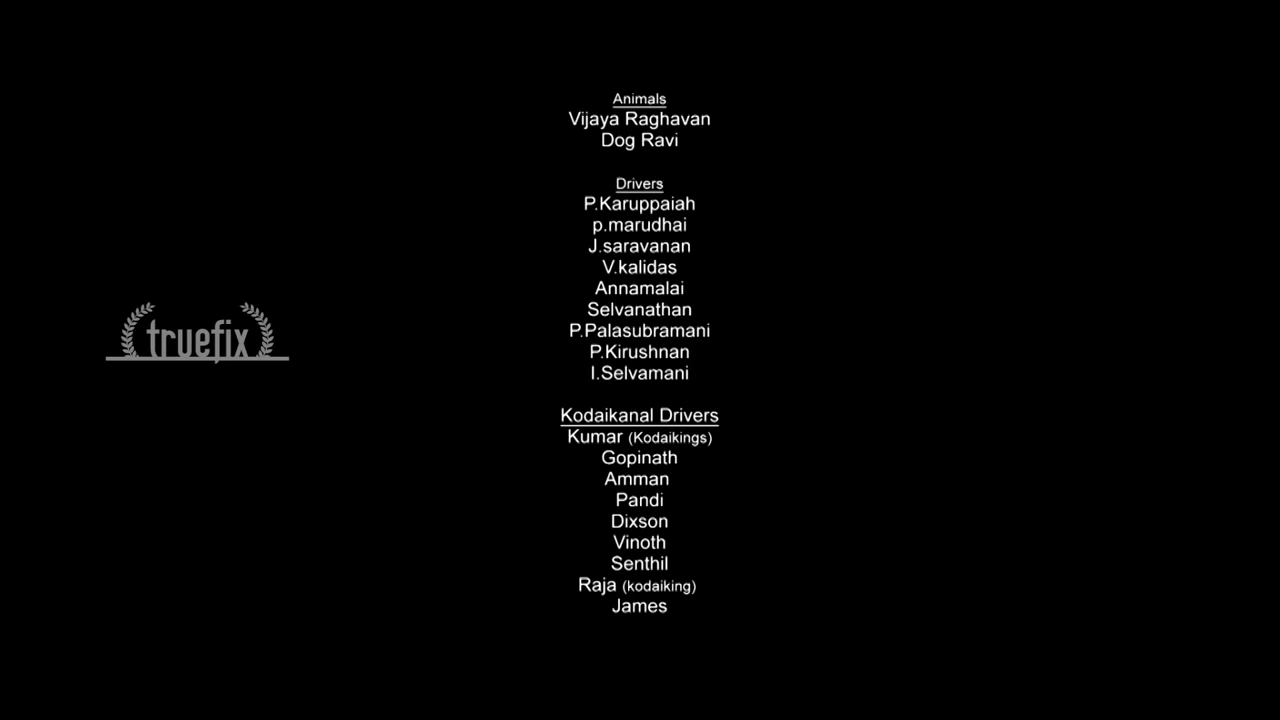 Animals
Vijaya Raghavan
Dog Ravi
Drivers
P.Karuppaiah
p.marudhai
J.saravanan
V.kalidas
Annamalai
Selvanathan
P.Palasubramani
P.Kirushnan
I.Selvamani
truefix
Kodaikanal Drivers
Kumar (Kodaikings)
Gopinath
Amman
Pandi
Dixson
Vinoth
Senthil
Raja (kodaiking)
James